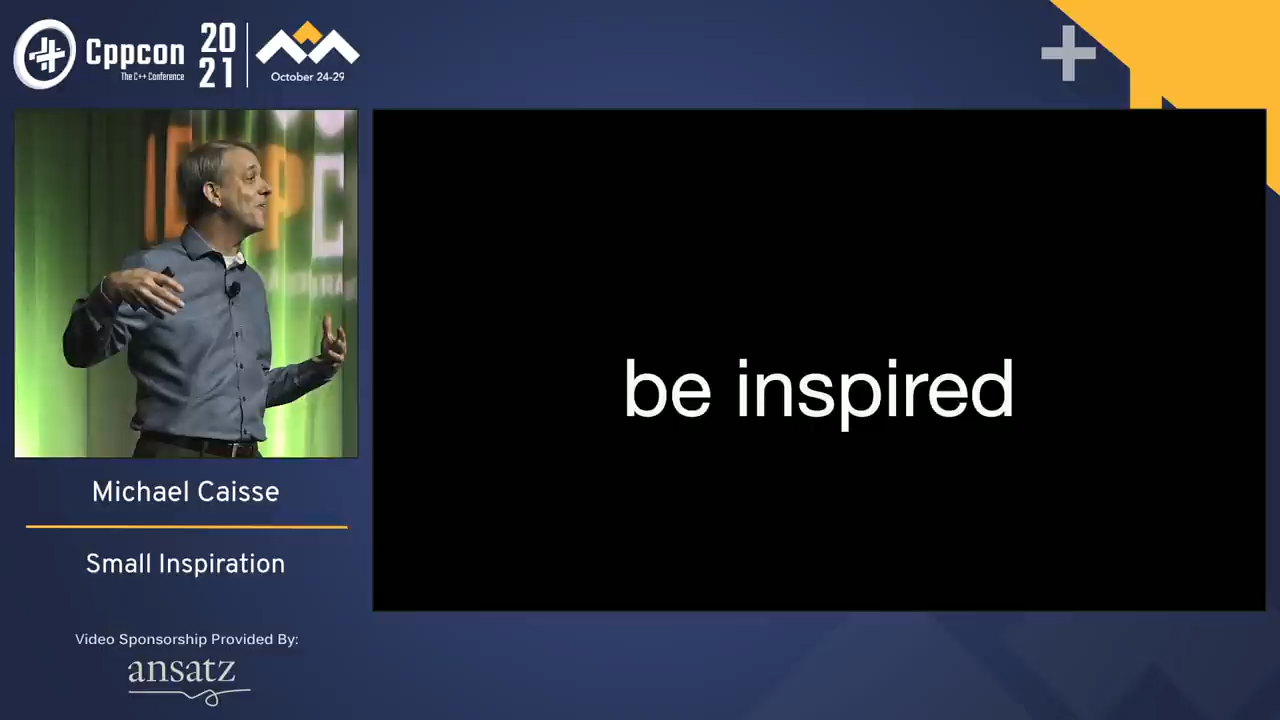 Cppcon
The C++ Conference
20
21
October 24-29
Michael Caisse
Small Inspiration
Video Sponsorship Provided By:
ansatz
be inspired